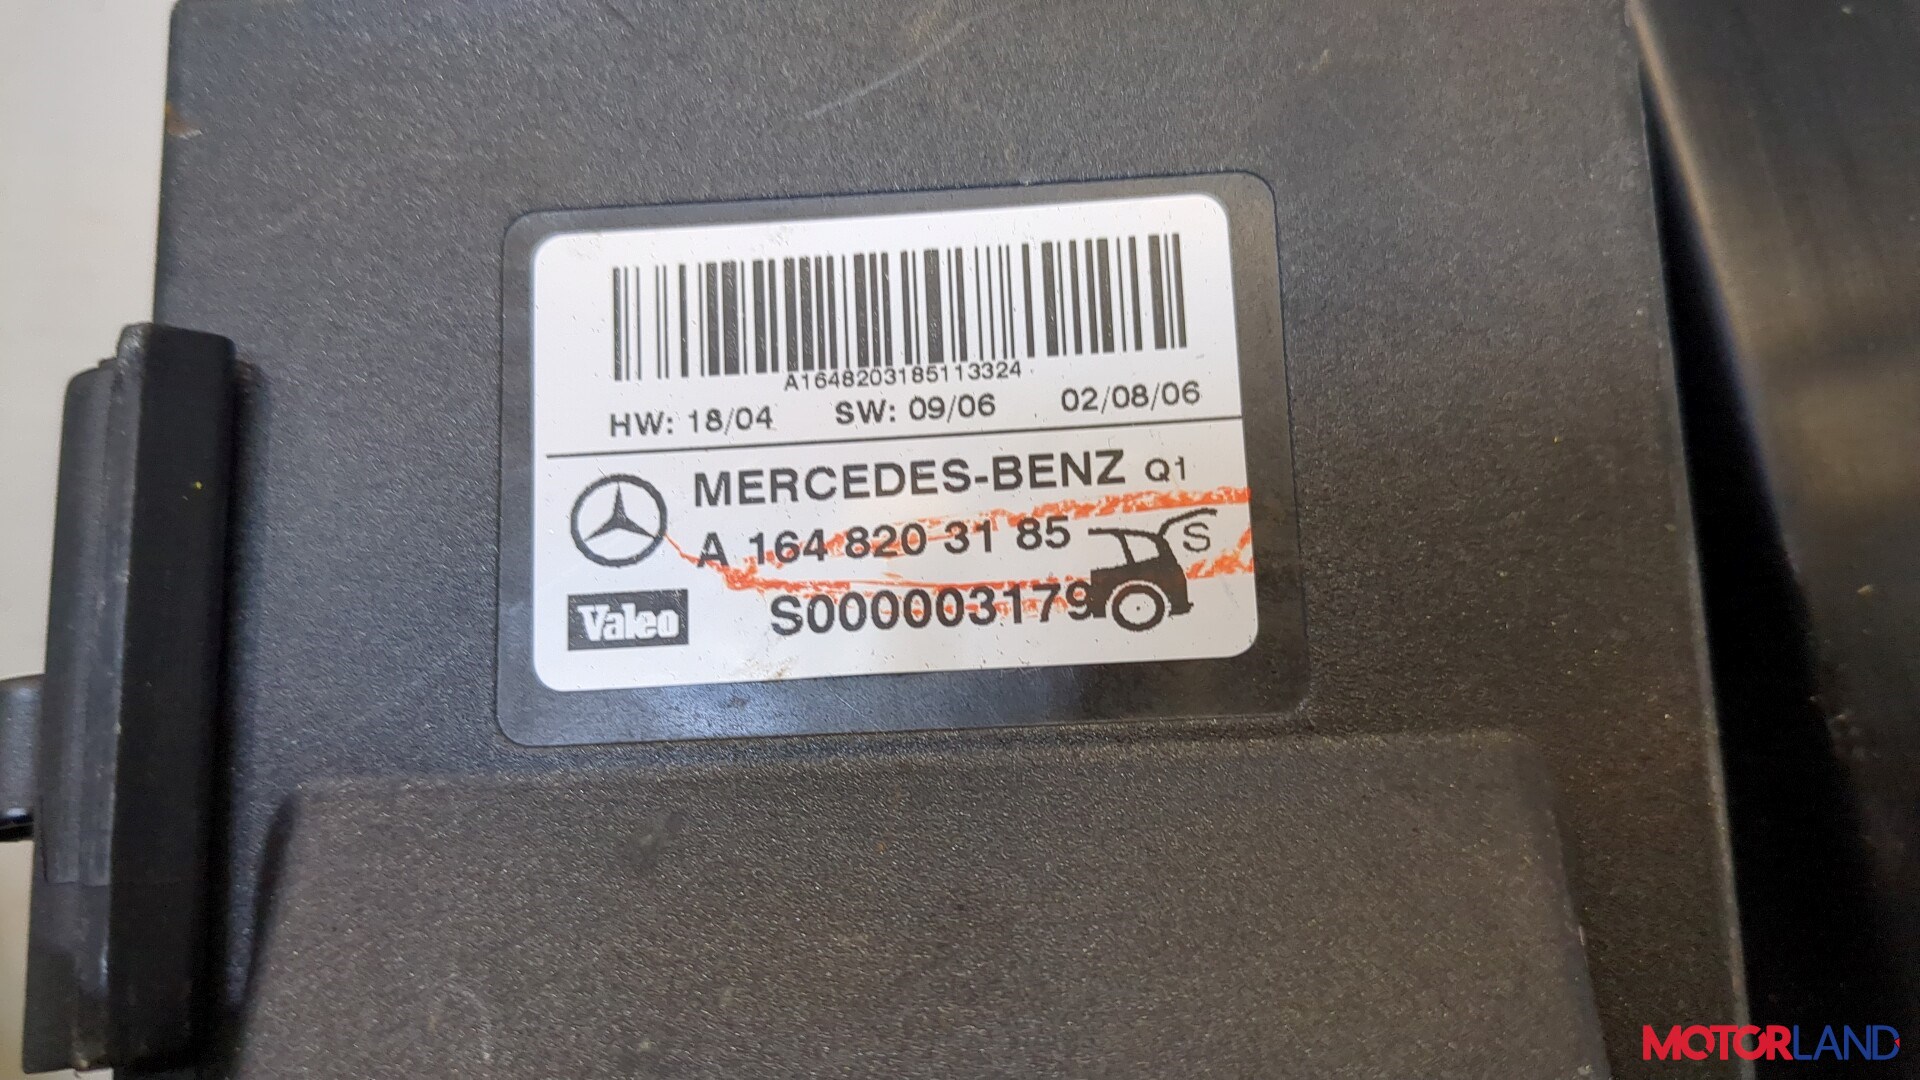 A1648203185113324
HW: 18/04 SW: 09/06 02/08/06
MERCEDES-BENZ Q1
A 164 820 31 85 S
Valeo S000003179
MOTORLAND